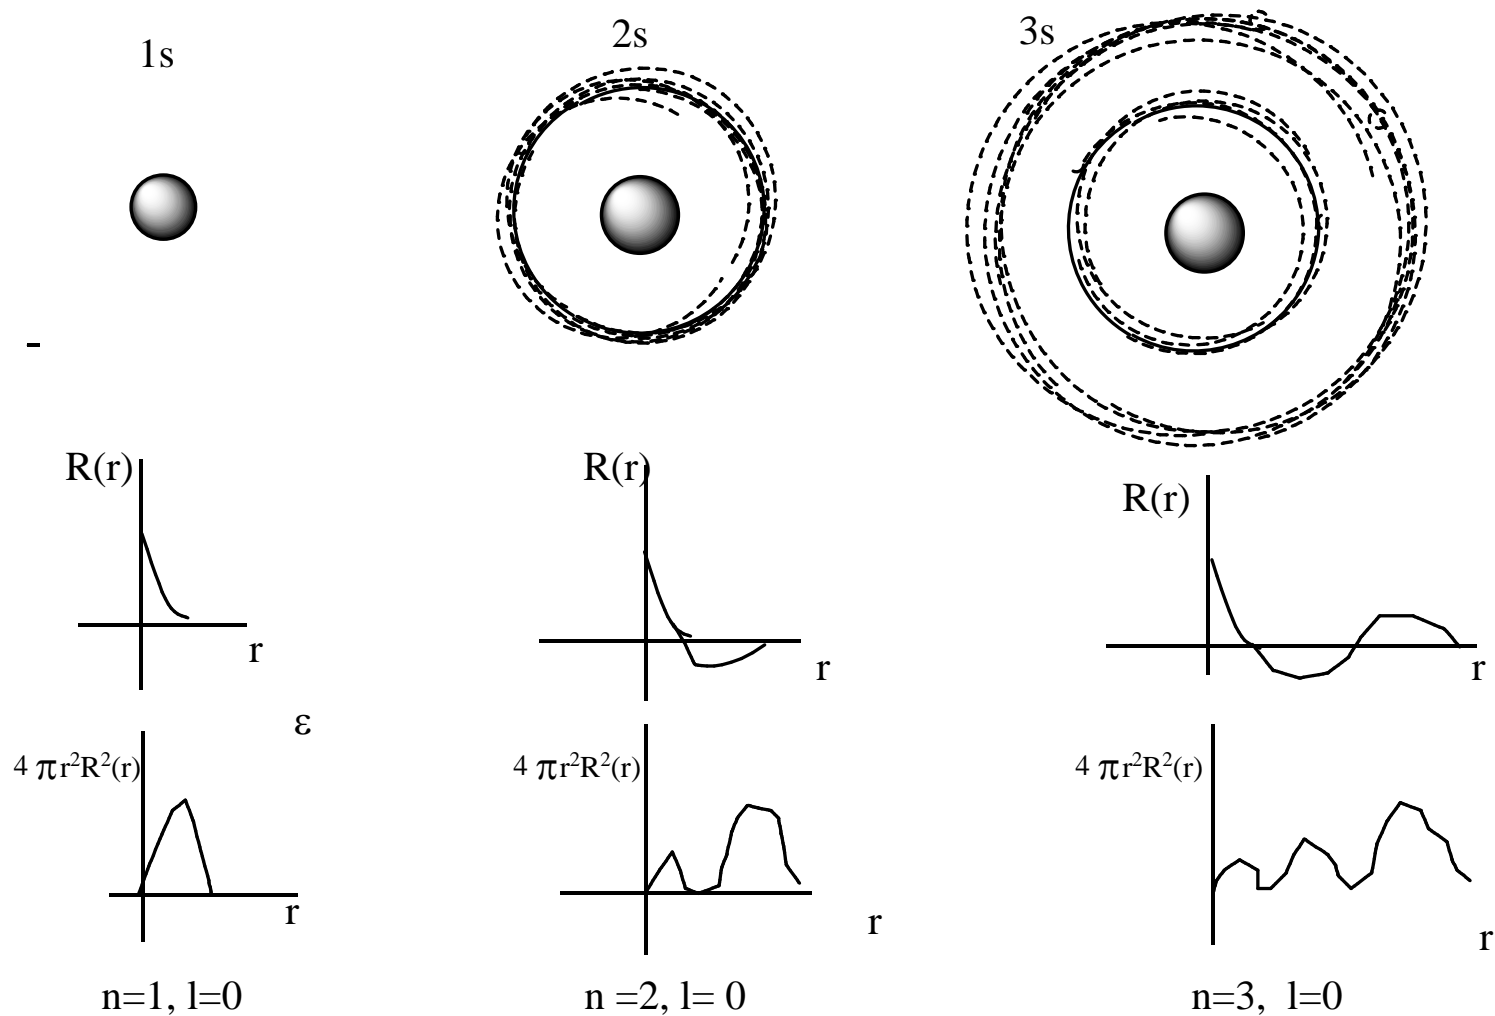 1s
2s
3s
-
R(r)
R(r)
R(r)
r
r
r
ε
4 πr²R²(r)
4 πr²R²(r)
4 πr²R²(r)
r
r
r
n=1, l=0
n =2, l= 0
n=3, l=0